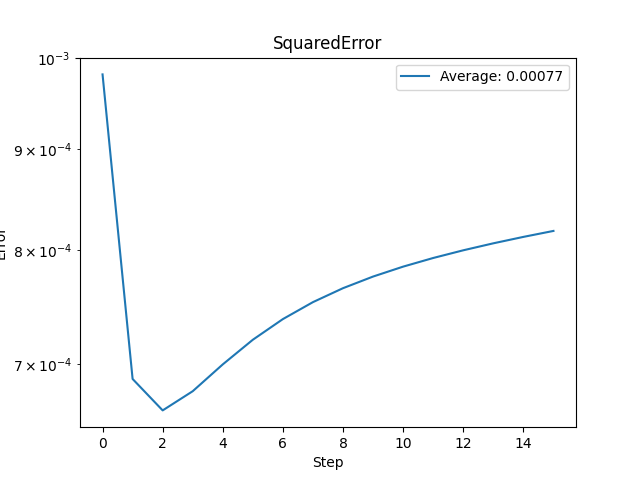 SquaredError
10⁻³
9 × 10⁻⁴
8 × 10⁻⁴
7 × 10⁻⁴
Error
Average: 0.00077
0 2 4 6 8 10 12 14
Step